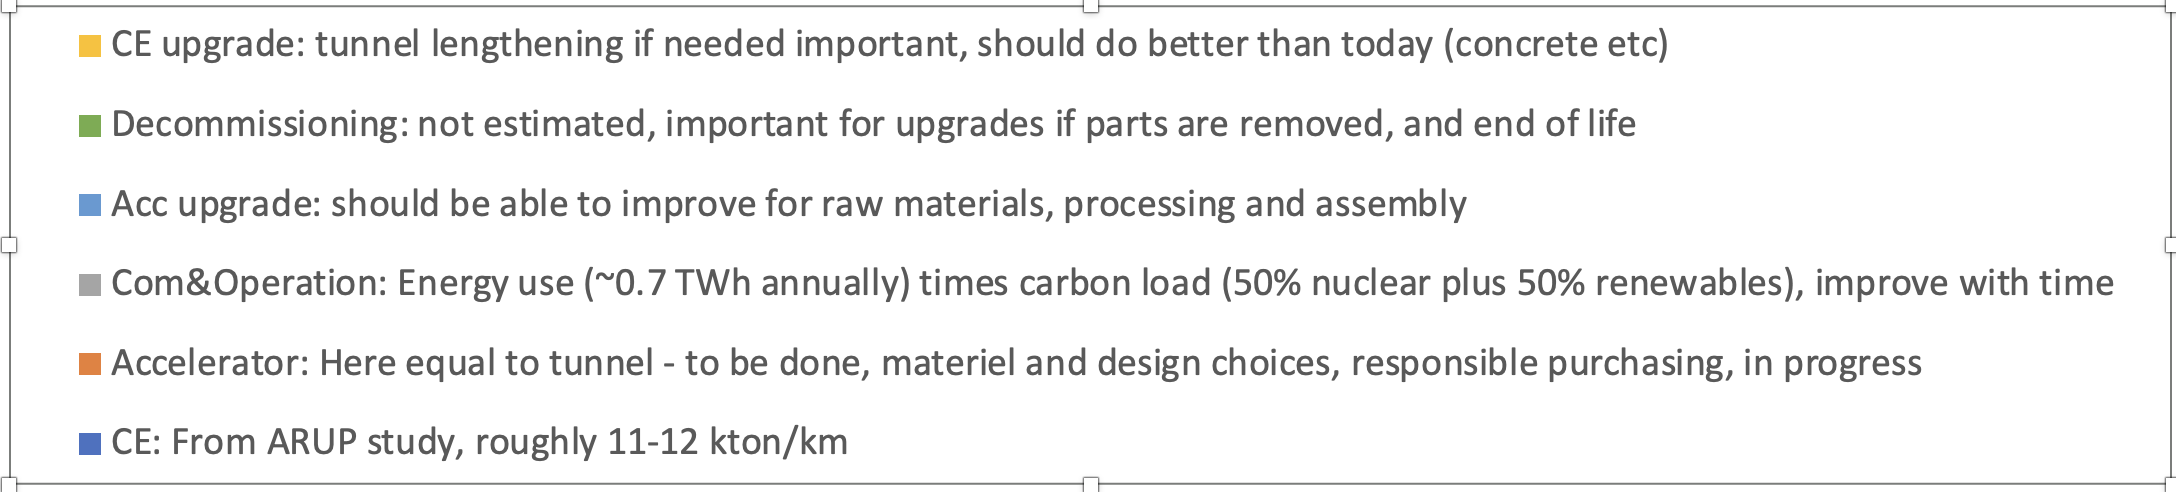 CE upgrade: tunnel lengthening if needed important, should do better than today (concrete etc)
Decommissioning: not estimated, important for upgrades if parts are removed, and end of life
Acc upgrade: should be able to improve for raw materials, processing and assembly
Com&Operation: Energy use (~0.7 TWh annually) times carbon load (50% nuclear plus 50% renewables), improve with time
Accelerator: Here equal to tunnel - to be done, materiel and design choices, responsible purchasing, in progress
CE: From ARUP study, roughly 11-12 kton/km